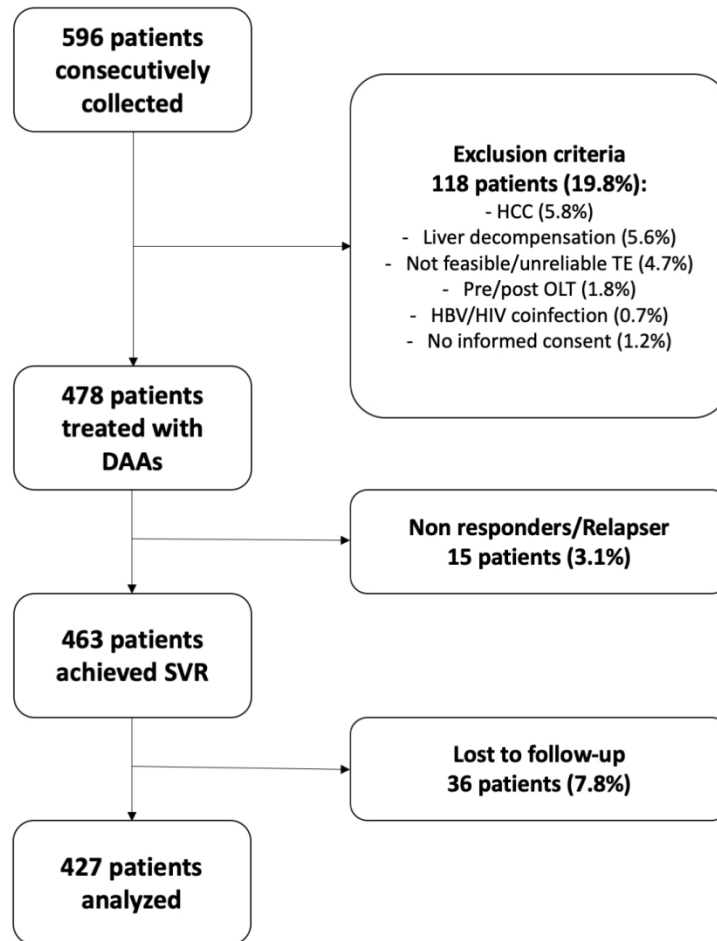 596 patients
consecutively
collected
Exclusion criteria
118 patients (19.8%):
- HCC (5.8%)
- Liver decompensation (5.6%)
- Not feasible/unreliable TE (4.7%)
- Pre/post OLT (1.8%)
- HBV/HIV coinfection (0.7%)
- No informed consent (1.2%)
478 patients
treated with
DAAs
Non responders/Relapser
15 patients (3.1%)
463 patients
achieved SVR
Lost to follow-up
36 patients (7.8%)
427 patients
analyzed